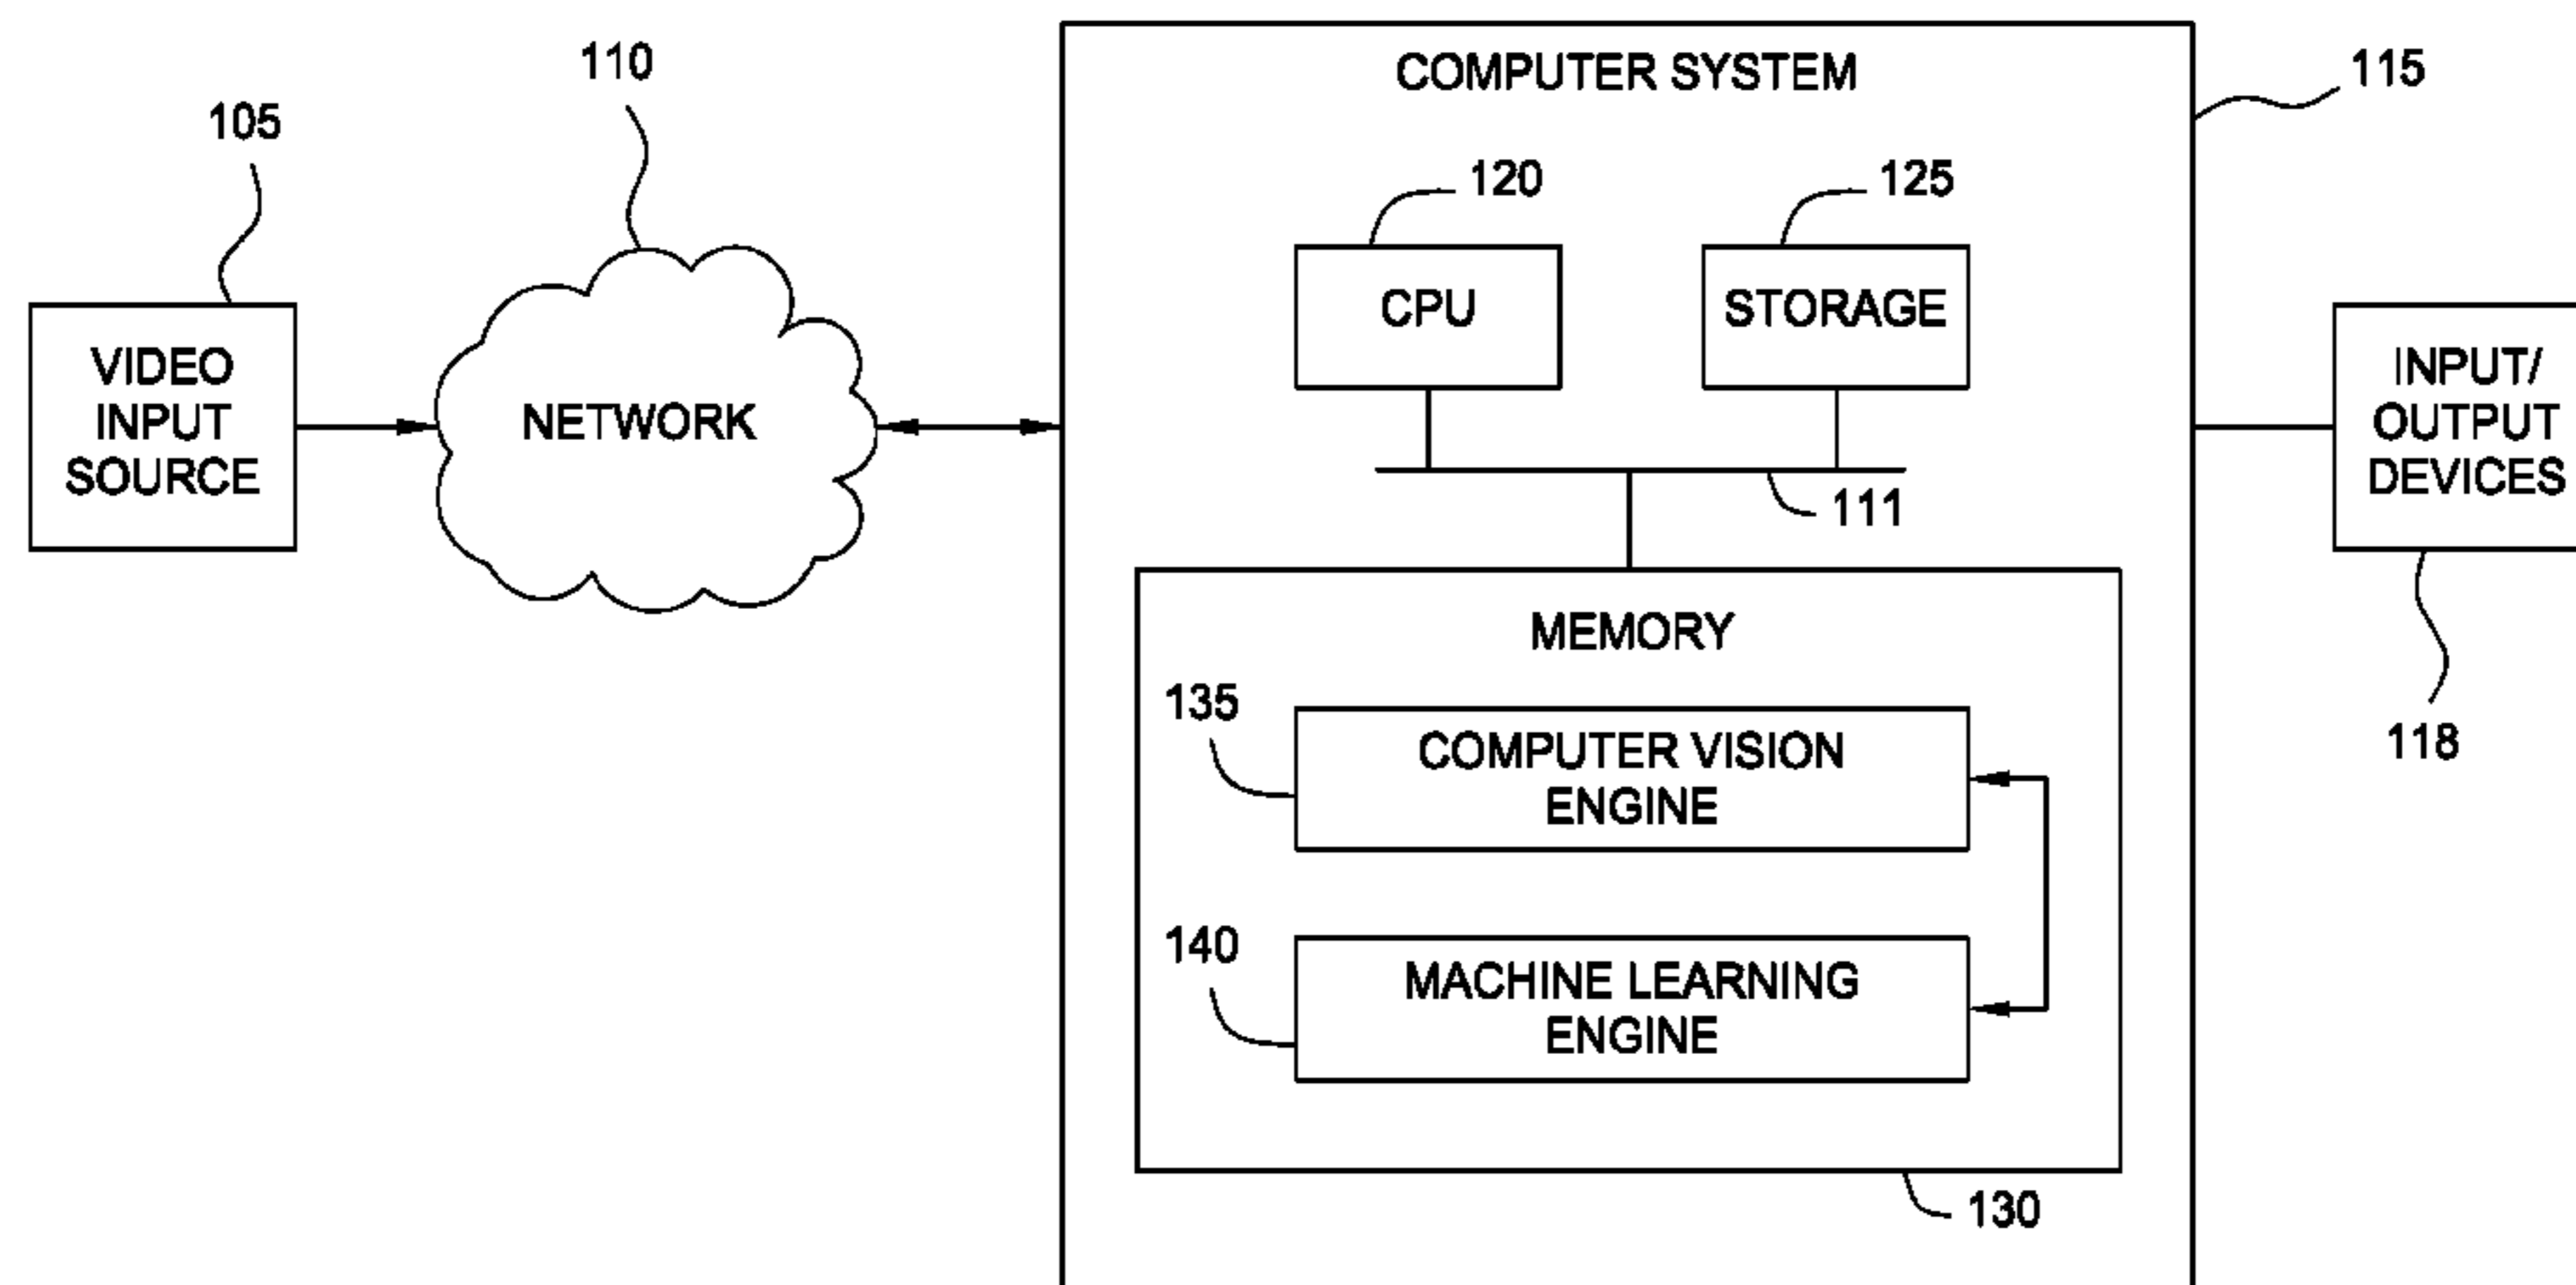 110
COMPUTER SYSTEM
115
105
120
125
CPU
STORAGE
VIDEO
INPUT
SOURCE
NETWORK
INPUT/
OUTPUT
DEVICES
111
MEMORY
118
135
COMPUTER VISION
ENGINE
140
MACHINE LEARNING
ENGINE
130